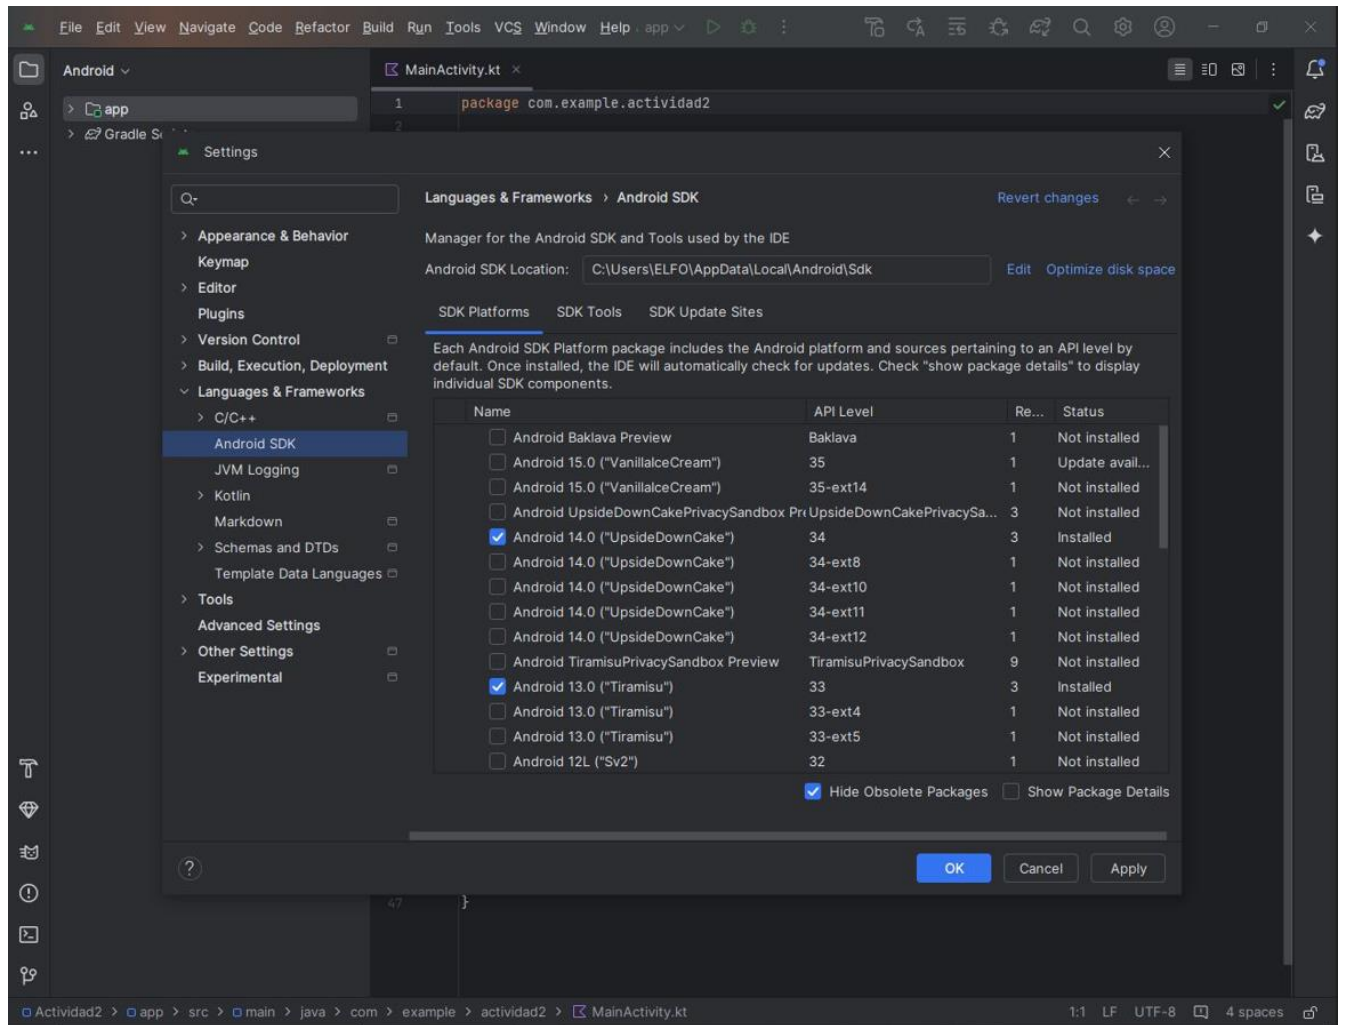 File Edit View Navigate Code Refactor Build Run Tools VCS Window Help app
Android
MainActivity.kt
app
Gradle
1 package com.example.actividad2
2
Settings
Languages & Frameworks › Android SDK
Revert changes
Appearance & Behavior
Keymap
Editor
Plugins
Version Control
Build, Execution, Deployment
Languages & Frameworks
C/C++
Android SDK
JVM Logging
Kotlin
Markdown
Schemas and DTDs
Template Data Languages
Tools
Advanced Settings
Other Settings
Experimental
Manager for the Android SDK and Tools used by the IDE
Android SDK Location: C:\Users\ELFO\AppData\Local\Android\Sdk Edit Optimize disk space
SDK Platforms SDK Tools SDK Update Sites
Each Android SDK Platform package includes the Android platform and sources pertaining to an API level by
default. Once installed, the IDE will automatically check for updates. Check "show package details" to display
individual SDK components.
Name API Level Re... Status
Android Baklava Preview Baklava 1 Not installed
Android 15.0 ("VanillaIceCream") 35 1 Update avail...
Android 15.0 ("VanillaIceCream") 35-ext14 1 Not installed
Android UpsideDownCakePrivacySandbox Pre UpsideDownCakePrivacySa... 3 Not installed
Android 14.0 ("UpsideDownCake") 34 3 Installed
Android 14.0 ("UpsideDownCake") 34-ext8 1 Not installed
Android 14.0 ("UpsideDownCake") 34-ext10 1 Not installed
Android 14.0 ("UpsideDownCake") 34-ext11 1 Not installed
Android 14.0 ("UpsideDownCake") 34-ext12 1 Not installed
Android TiramisuPrivacySandbox Preview TiramisuPrivacySandbox 9 Not installed
Android 13.0 ("Tiramisu") 33 3 Installed
Android 13.0 ("Tiramisu") 33-ext4 1 Not installed
Android 13.0 ("Tiramisu") 33-ext5 1 Not installed
Android 12L ("Sv2") 32 1 Not installed
Hide Obsolete Packages Show Package Details
? OK Cancel Apply
47 }
Actividad2 > app > src > main > java > com > example > actividad2 > MainActivity.kt 1:1 LF UTF-8 4 spaces